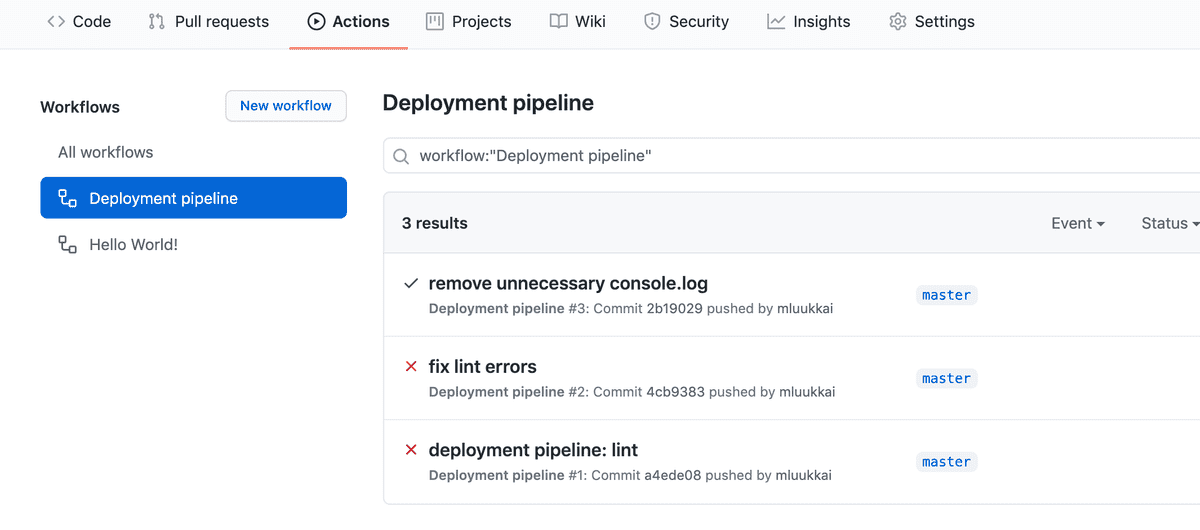 Code Pull requests Actions Projects Wiki Security Insights Settings
Workflows New workflow
All workflows
Deployment pipeline
Hello World!
Deployment pipeline
workflow:"Deployment pipeline"
3 results Event Status
remove unnecessary console.log
Deployment pipeline #3: Commit 2b19029 pushed by mluukkai
master
fix lint errors
Deployment pipeline #2: Commit 4cb9383 pushed by mluukkai
master
deployment pipeline: lint
Deployment pipeline #1: Commit a4ede08 pushed by mluukkai
master